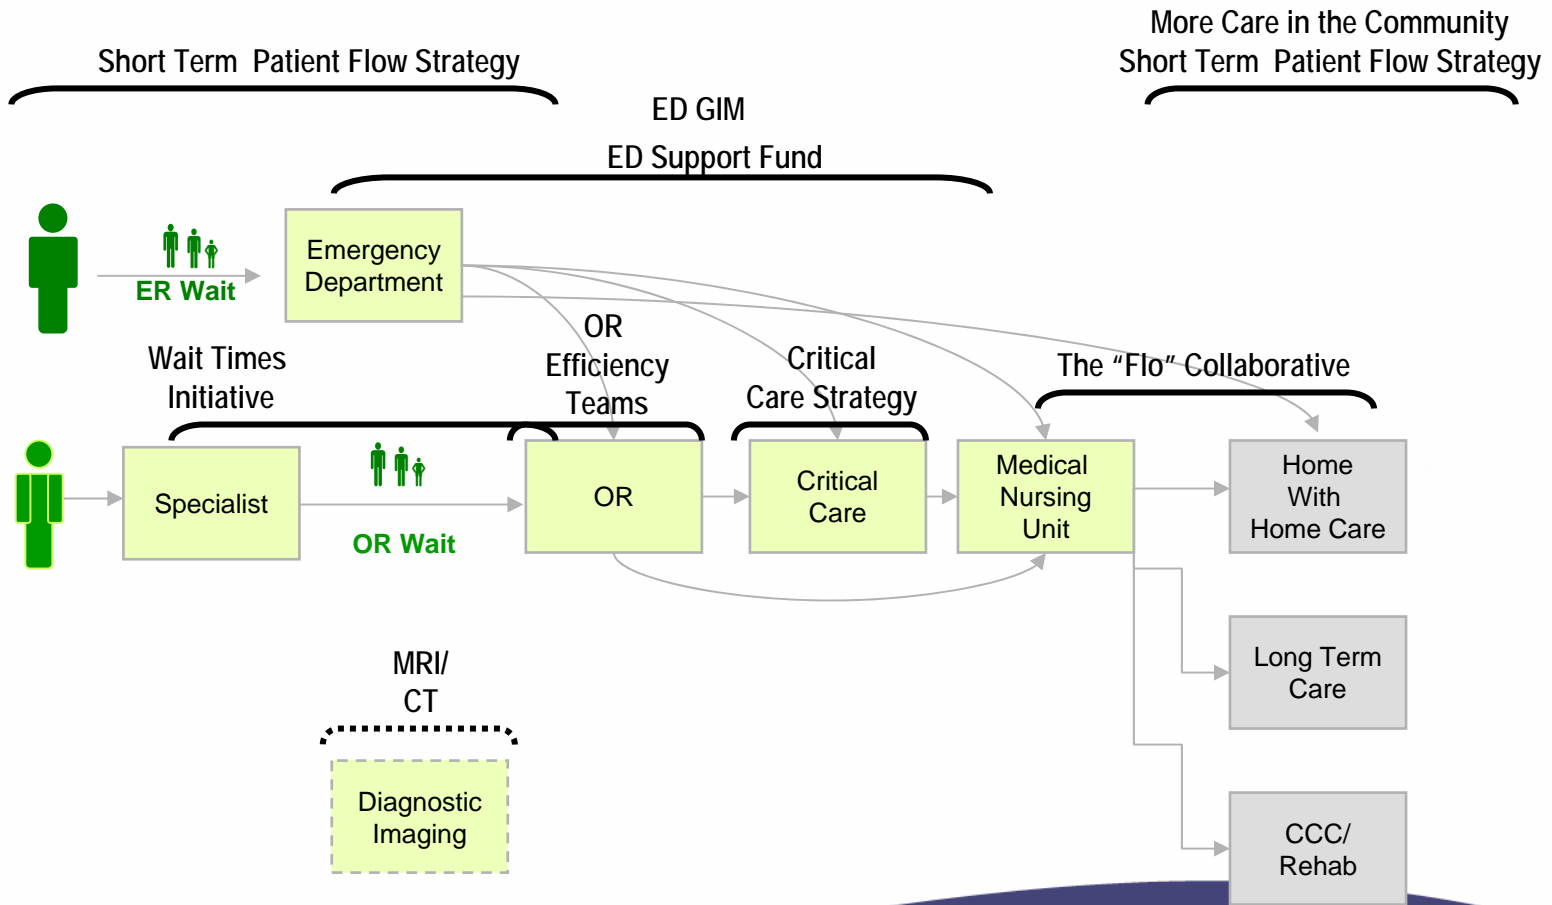 More Care in the Community
Short Term Patient Flow Strategy
Short Term Patient Flow Strategy
ED GIM
ED Support Fund
Emergency
Department
ER Wait
OR
Efficiency
Teams
Wait Times
Initiative
Critical
Care Strategy
The “Flo” Collaborative
Specialist
OR Wait
OR
Critical
Care
Medical
Nursing
Unit
Home
With
Home Care
Long Term
Care
MRI/
CT
Diagnostic
Imaging
CCC/
Rehab